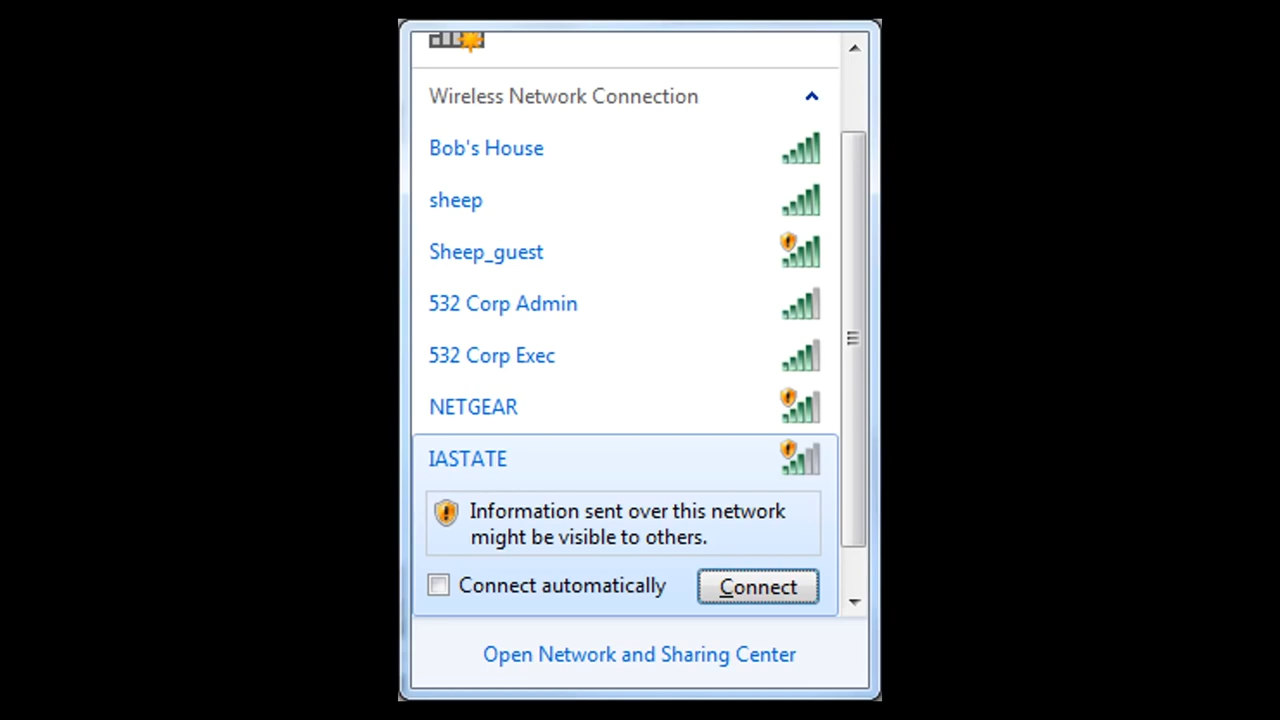 Wireless Network Connection
Bob's House
sheep
Sheep_guest
532 Corp Admin
532 Corp Exec
NETGEAR
IASTATE
Information sent over this network
might be visible to others.
Connect automatically
Connect
Open Network and Sharing Center